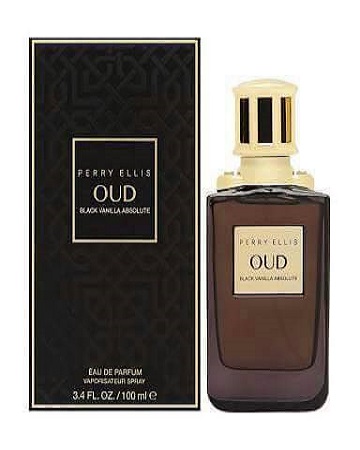 PERRY ELLIS
OUD
BLACK VANILLA ABSOLUTE
EAU DE PARFUM
VAPORISATEUR SPRAY
3.4 FL. OZ. / 100 ml e
PERRY ELLIS
OUD
BLACK VANILLA ABSOLUTE